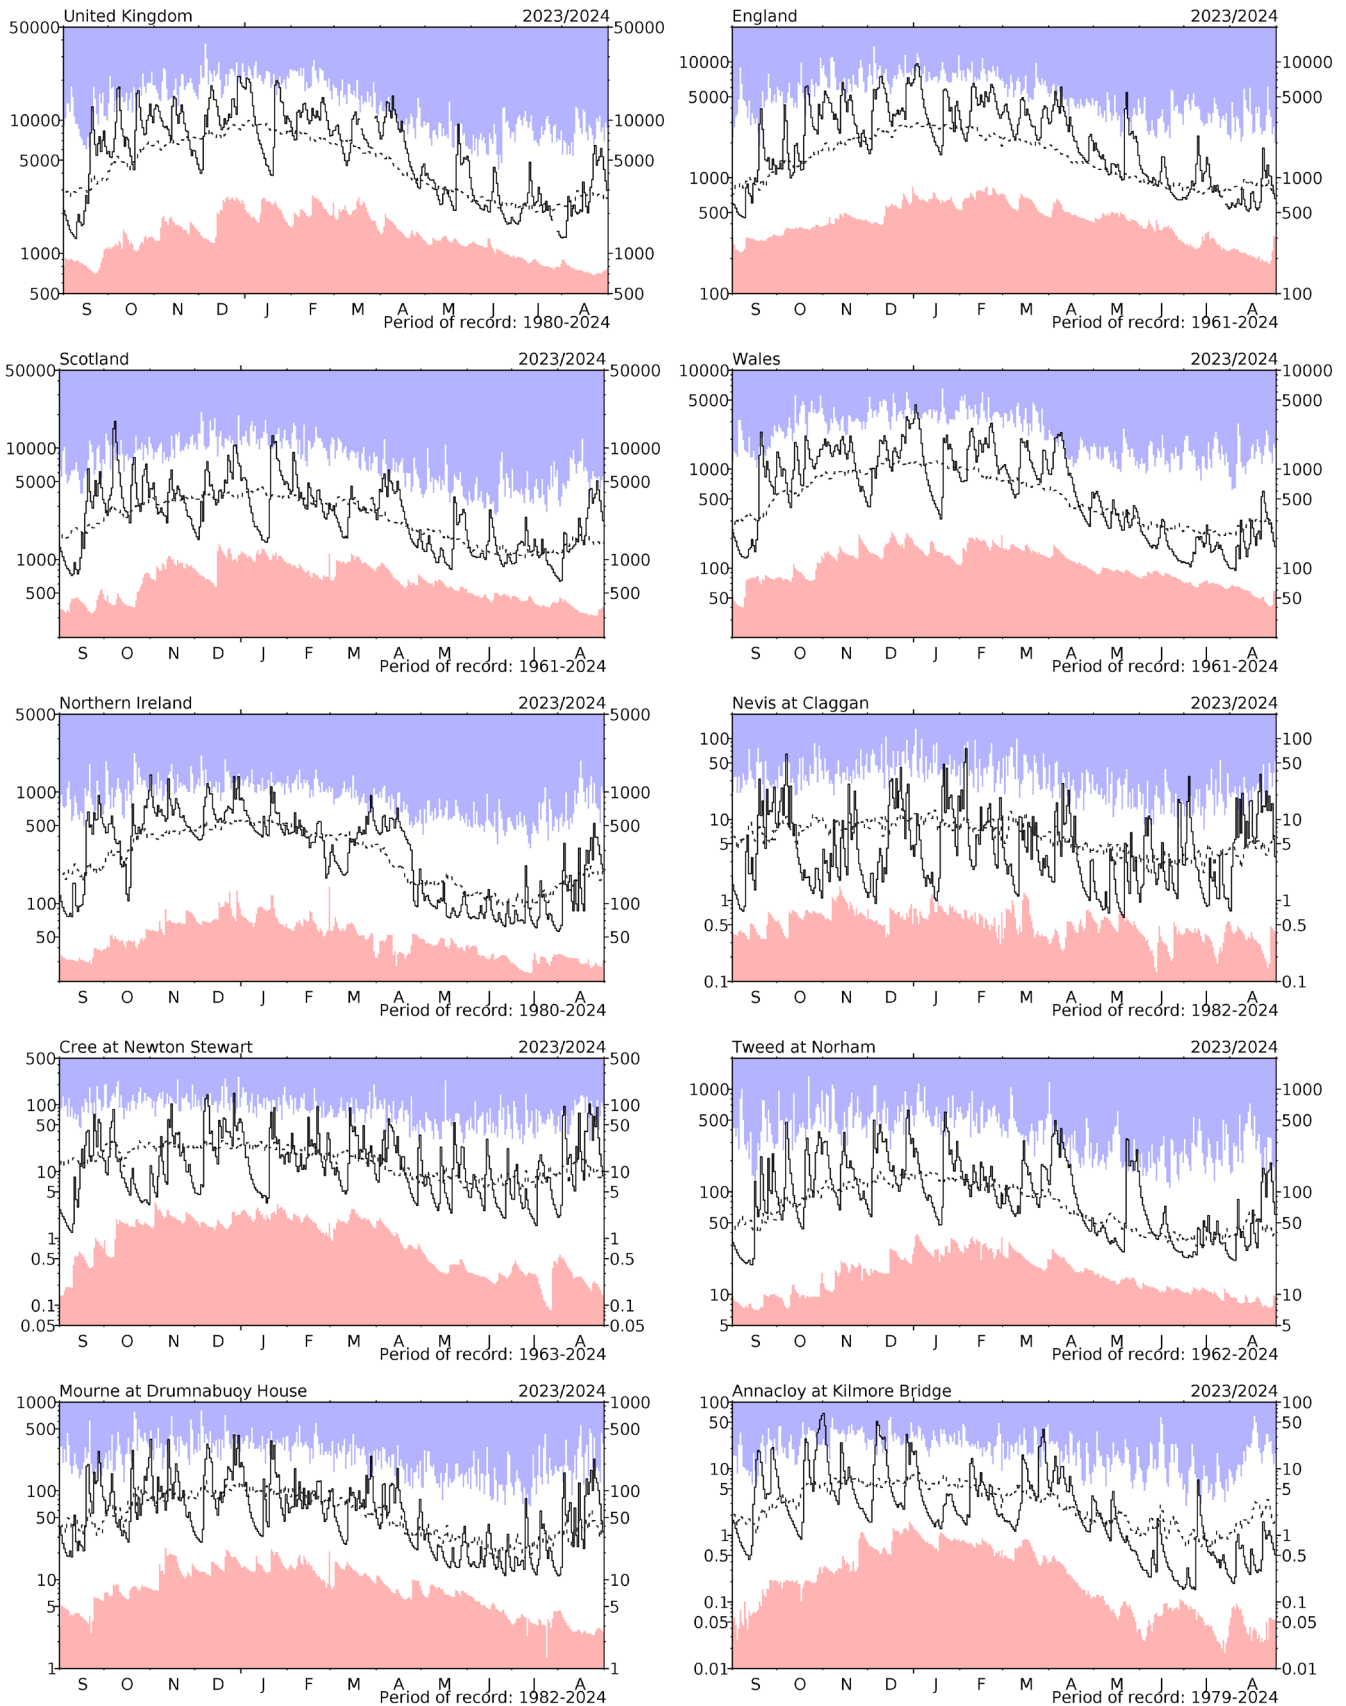 United Kingdom 2023/2024 England 2023/2024
50000 50000
10000 10000 10000 10000
5000 5000 5000 5000
1000 1000 1000 1000
500 500 500 500
100 100
S O N D J F M A M J J A S O N D J F M A M J J A
Period of record: 1980-2024 Period of record: 1961-2024
Scotland 2023/2024 Wales 2023/2024
50000 50000 10000 10000
5000 5000
10000 10000
5000 5000 1000 1000
500 500
1000 1000
500 500 100 100
50 50
S O N D J F M A M J J A S O N D J F M A M J J A
Period of record: 1961-2024 Period of record: 1961-2024
Northern Ireland 2023/2024 Nevis at Claggan 2023/2024
5000 5000 100 100
50 50
1000 1000
500 500 10 10
5 5
100 100 1 1
50 50 0.5 0.5
0.1 0.1
S O N D J F M A M J J A S O N D J F M A M J J A
Period of record: 1980-2024 Period of record: 1982-2024
Cree at Newton Stewart 2023/2024 Tweed at Norham 2023/2024
500 500 1000 1000
100 100 500 500
50 50
10 10
5 5 100 100
1 1 50 50
0.5 0.5
0.1 0.1 10 10
0.05 0.05 5 5
S O N D J F M A M J J A S O N D J F M A M J J A
Period of record: 1963-2024 Period of record: 1962-2024
Mourne at Drumnabuoy House 2023/2024 Annacloy at Kilmore Bridge 2023/2024
1000 1000 100 100
500 500 50 50
10 10
100 100 5 5
50 50 1 1
0.5 0.5
10 10 0.1 0.1
5 5 0.05 0.05
1 1 0.01 0.01
S O N D J F M A M J J A S O N D J F M A M J J A
Period of record: 1982-2024 Period of record: 1979-2024